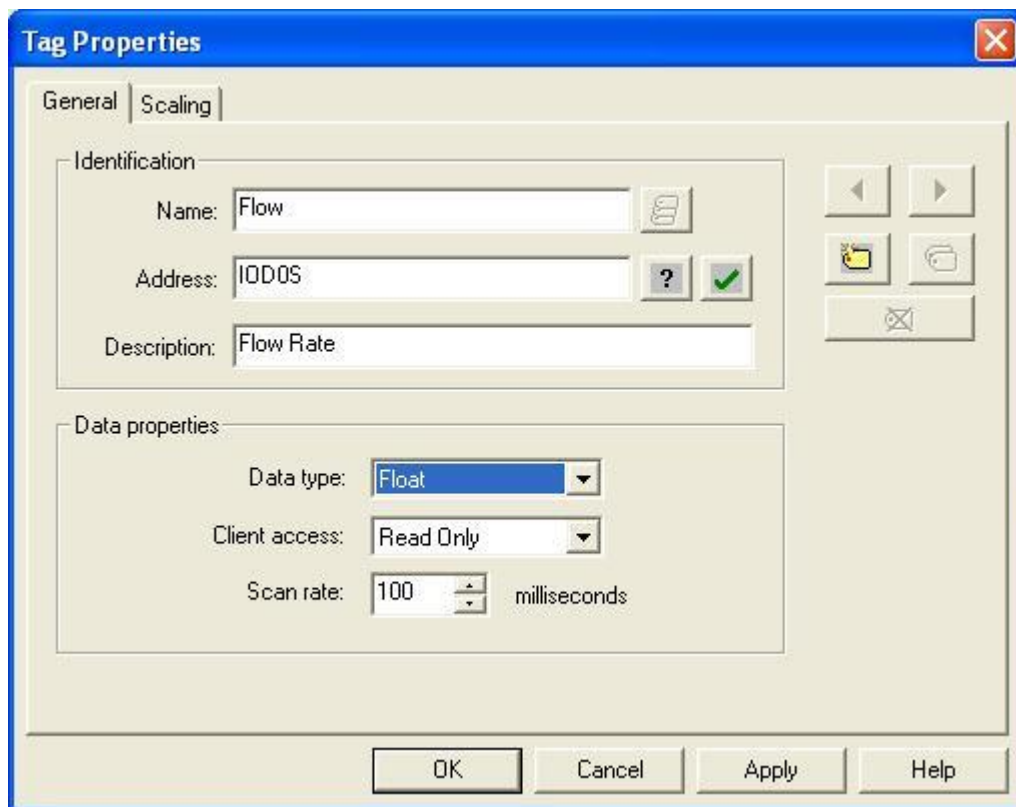 Tag Properties
General Scaling
Identification
Name: Flow
Address: IOD0S ?
Description: Flow Rate
Data properties
Data type: Float
Client access: Read Only
Scan rate: 100 milliseconds
OK Cancel Apply Help